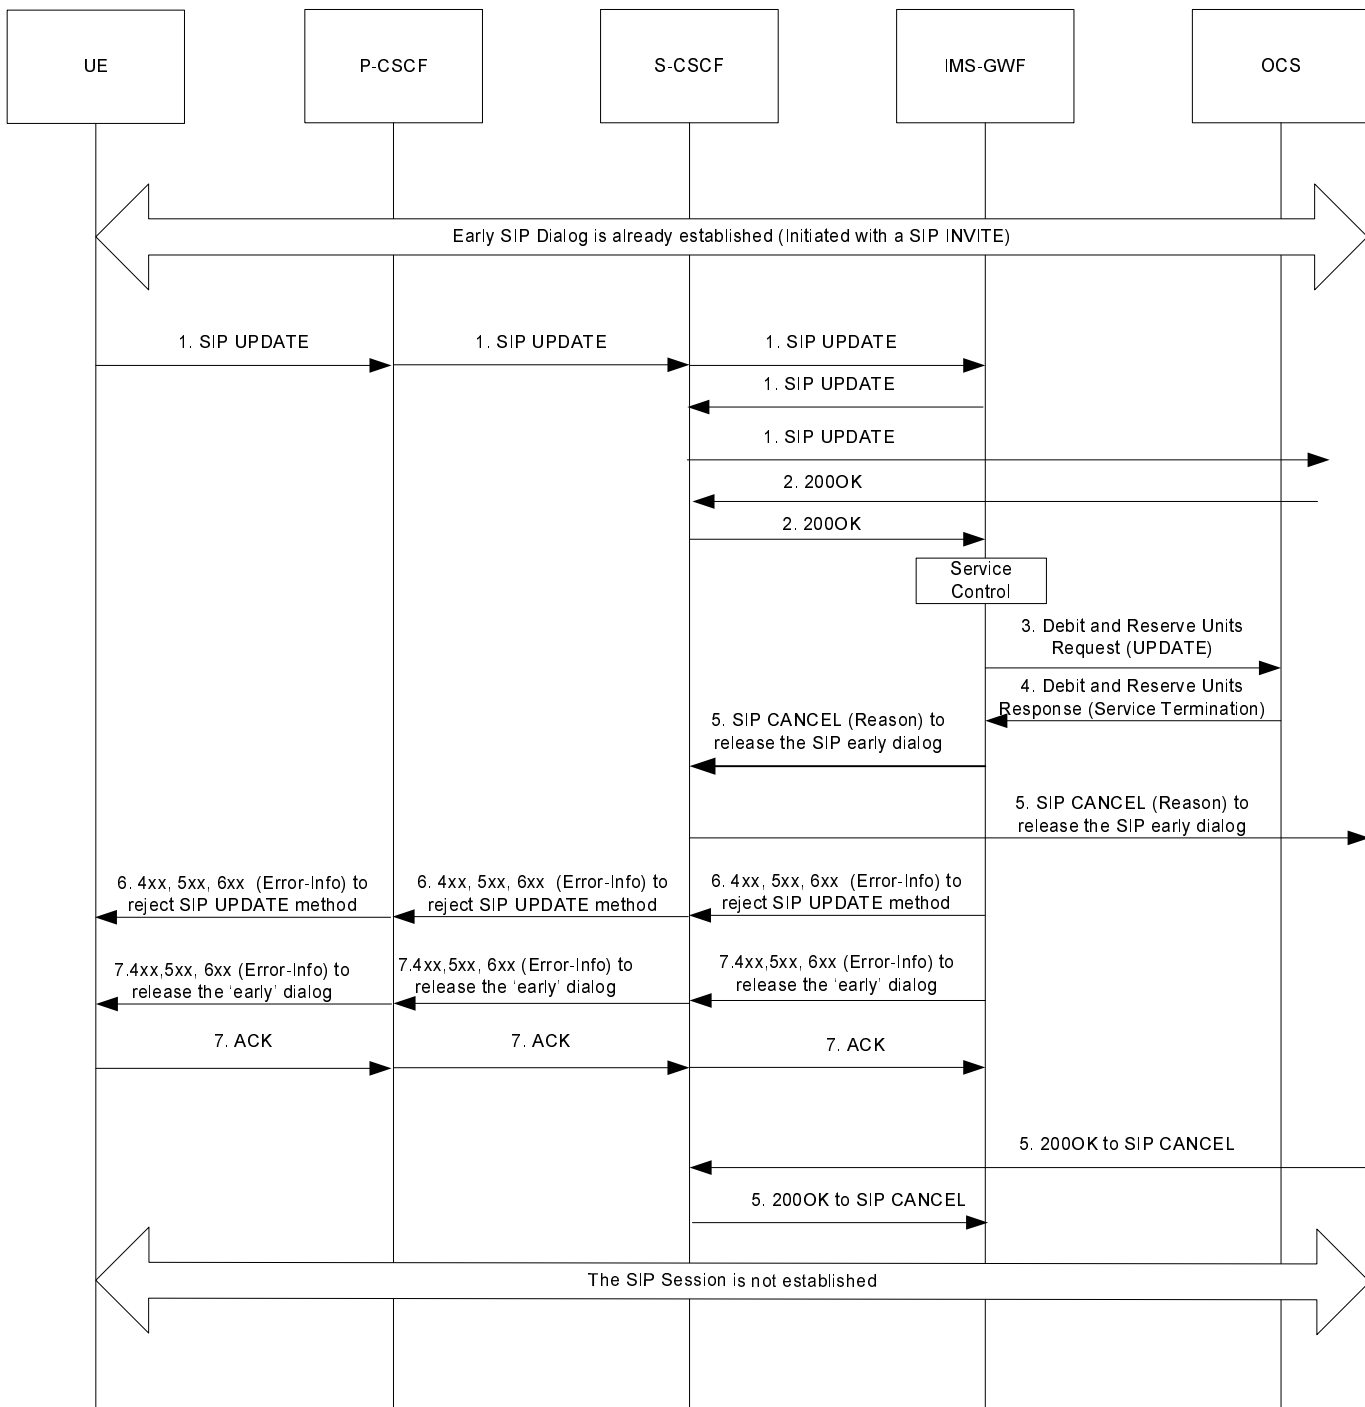 UE
P-CSCF
S-CSCF
IMS-GWF
OCS
Early SIP Dialog is already established (Initiated with a SIP INVITE)
1. SIP UPDATE
1. SIP UPDATE
1. SIP UPDATE
1. SIP UPDATE
1. SIP UPDATE
2. 200OK
2. 200OK
Service
Control
3. Debit and Reserve Units
Request (UPDATE)
4. Debit and Reserve Units
Response (Service Termination)
5. SIP CANCEL (Reason) to
release the SIP early dialog
5. SIP CANCEL (Reason) to
release the SIP early dialog
6. 4xx, 5xx, 6xx  (Error-Info) to
reject SIP UPDATE method
6. 4xx, 5xx, 6xx  (Error-Info) to
reject SIP UPDATE method
6. 4xx, 5xx, 6xx  (Error-Info) to
reject SIP UPDATE method
7.4xx,5xx, 6xx (Error-Info) to
release the ‘early’ dialog
7.4xx,5xx, 6xx (Error-Info) to
release the ‘early’ dialog
7.4xx,5xx, 6xx (Error-Info) to
release the ‘early’ dialog
7. ACK
7. ACK
7. ACK
5. 200OK to SIP CANCEL
5. 200OK to SIP CANCEL
The SIP Session is not established